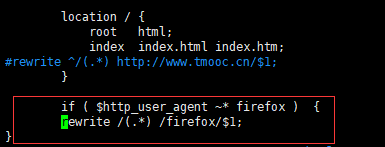 location / {
root html;
index index.html index.htm;
#rewrite ^/(.*) http://www.tmooc.cn/$1;
}
if ( $http_user_agent ~* firefox ) {
rewrite /(.*) /firefox/$1;
}